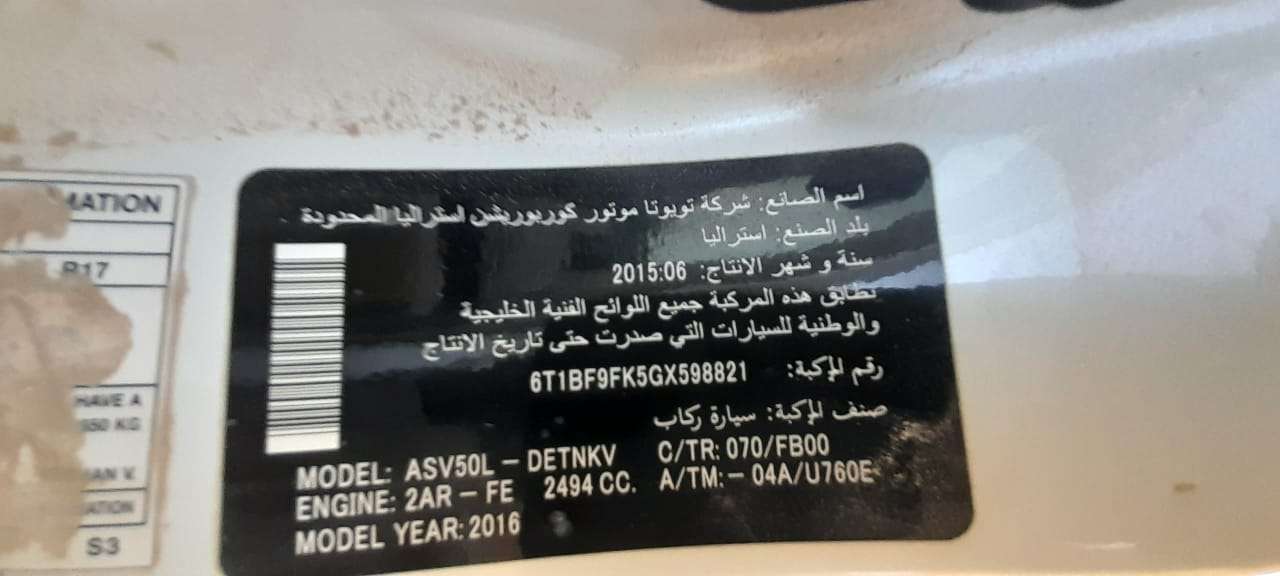 MATION
R17
HAVE A
550 KG
AN V.
ATION
S3
اسم الصانع: شركة تويوتا موتور كوربوريشن استراليا المحدودة
بلد الصنع: استراليا
سنة و شهر الانتاج: 2015:06
تطابق هذه المركبة جميع اللوائح الفنية الخليجية
والوطنية للسيارات التي صدرت حتى تاريخ الانتاج
رقم المركبة: 6T1BF9FK5GX598821
صنف المركبة: سيارة ركاب
MODEL: ASV50L - DETNKV C/TR: 070/FB00
ENGINE: 2AR - FE 2494 CC. A/TM: - 04A/U760E
MODEL YEAR: 2016